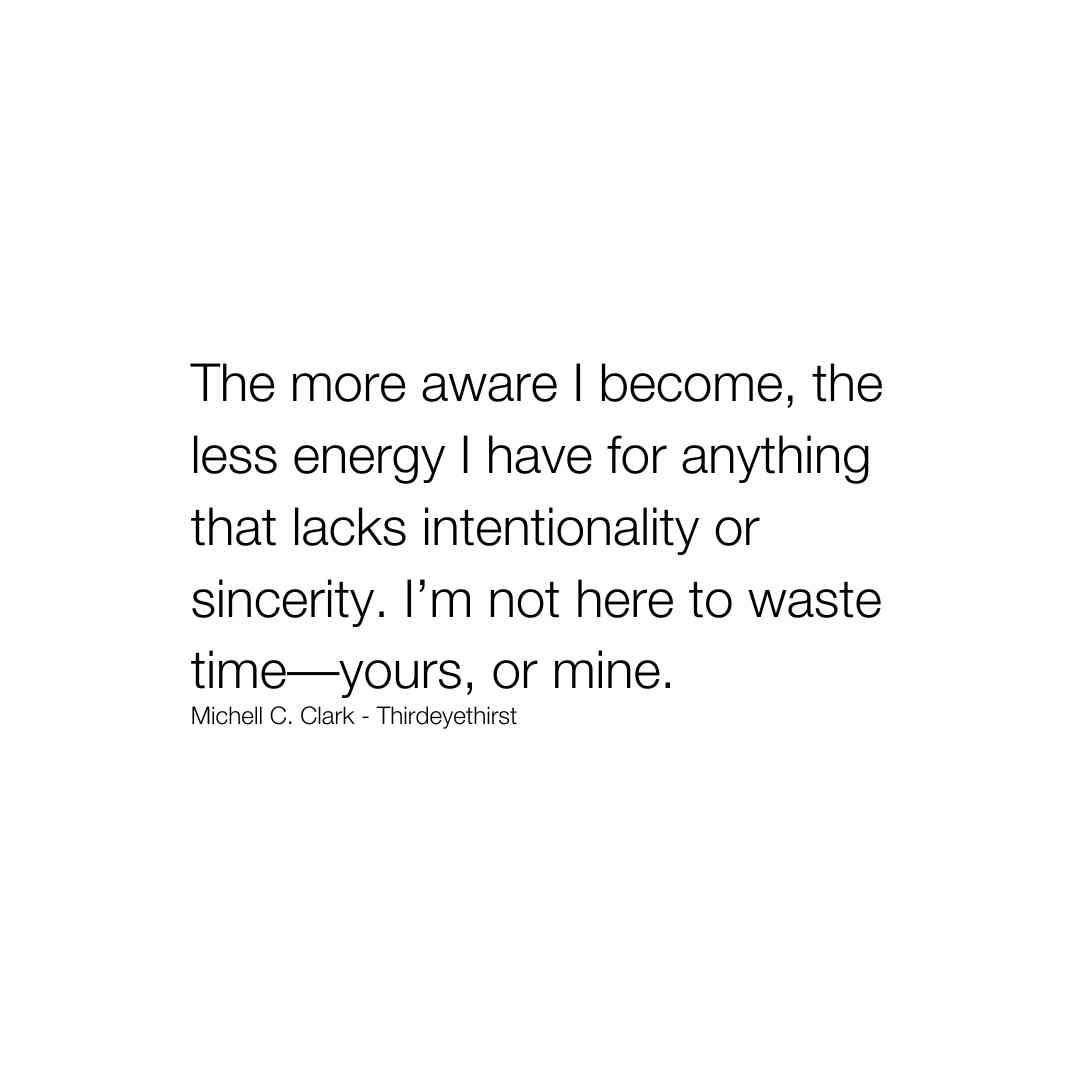 The more aware I become, the
less energy I have for anything
that lacks intentionality or
sincerity. I’m not here to waste
time—yours, or mine.
Michell C. Clark - Thirdeyethirst